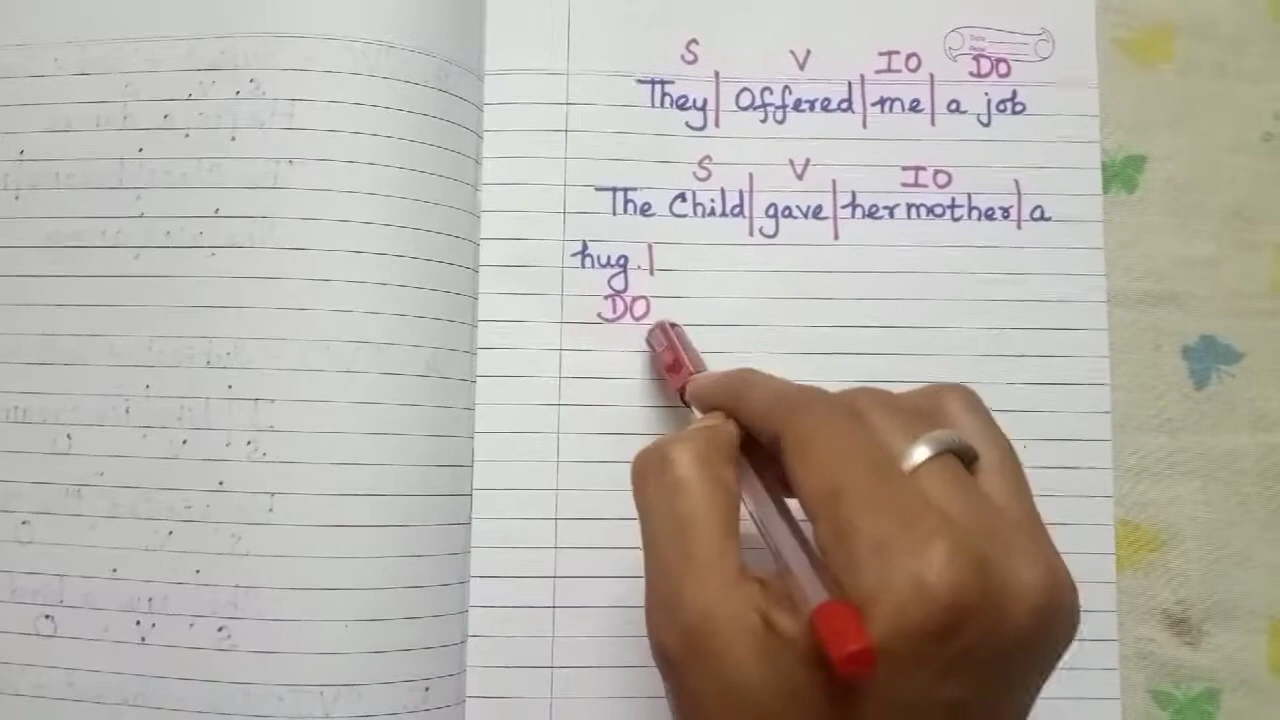 S V IO DO
They| Offered| me| a job
S V IO
The Child| gave| her mother| a
hug.|
DO